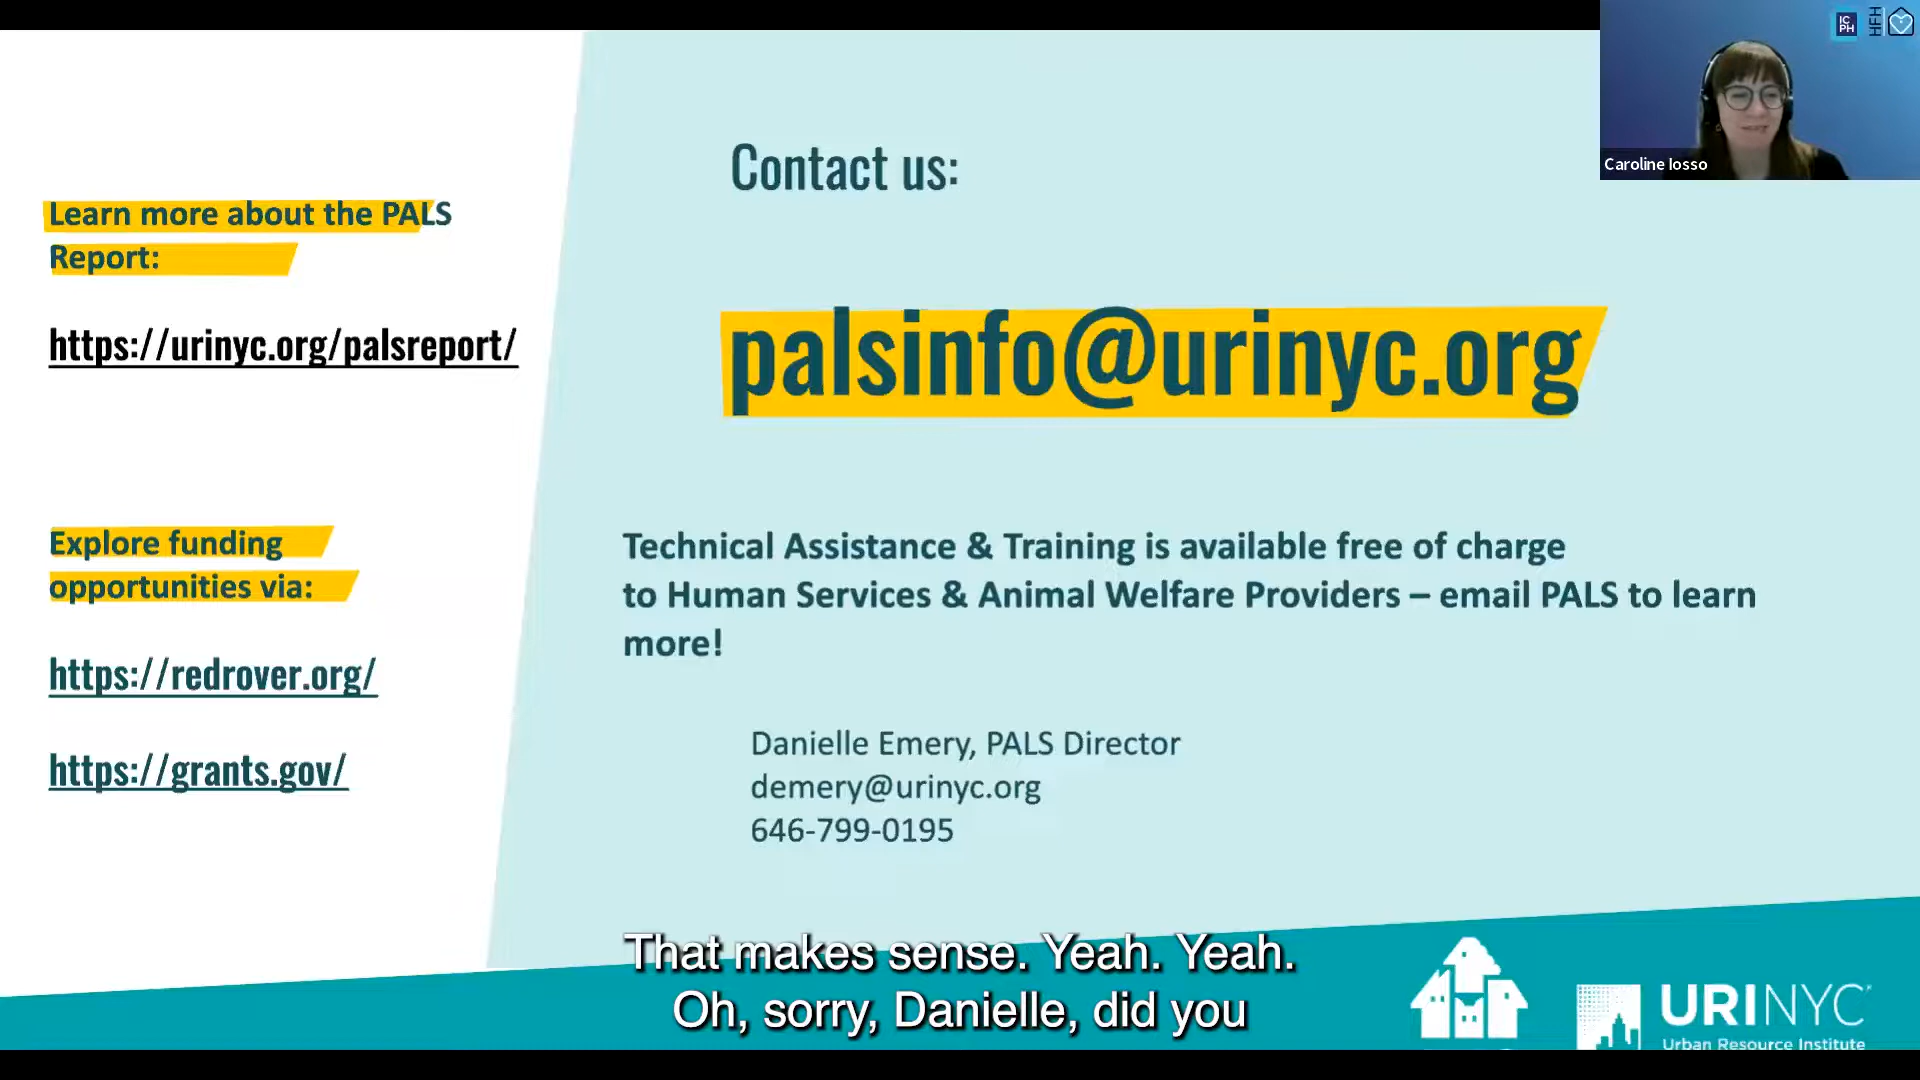 IC
PH
HFH
Caroline Iosso
Learn more about the PALS
Report:
https://urinyc.org/palsreport/
Explore funding
opportunities via:
https://redrover.org/
https://grants.gov/
Contact us:
palsinfo@urinyc.org
Technical Assistance & Training is available free of charge
to Human Services & Animal Welfare Providers – email PALS to learn
more!
Danielle Emery, PALS Director
demery@urinyc.org
646-799-0195
That makes sense. Yeah. Yeah.
Oh, sorry, Danielle, did you
URINYC
Urban Resource Institute